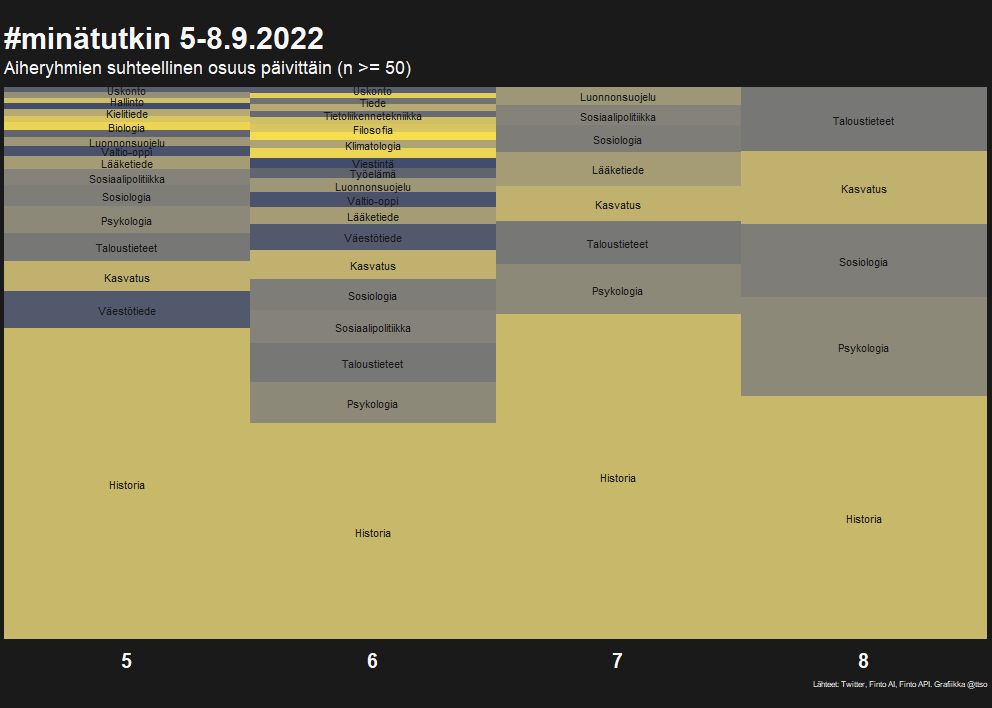 #minätutkin 5-8.9.2022
Aiheryhmien suhteellinen osuus päivittäin (n >= 50)
Uskonto
Hallinto
Kielitiede
Biologia
Luonnonsuojelu
Valtio-oppi
Lääketiede
Sosiaalipolitiikka
Sosiologia
Psykologia
Taloustieteet
Kasvatus
Väestötiede
Historia
Uskonto
Tiede
Tietoliikennetekniikka
Filosofia
Klimatologia
Viestintä
Työelämä
Luonnonsuojelu
Valtio-oppi
Lääketiede
Väestötiede
Kasvatus
Sosiologia
Sosiaalipolitiikka
Taloustieteet
Psykologia
Historia
Luonnonsuojelu
Sosiaalipolitiikka
Sosiologia
Lääketiede
Kasvatus
Taloustieteet
Psykologia
Historia
Taloustieteet
Kasvatus
Sosiologia
Psykologia
Historia
5 6 7 8
Lähteet: Twitter, Finto AI, Finto API. Grafiikka @ttso